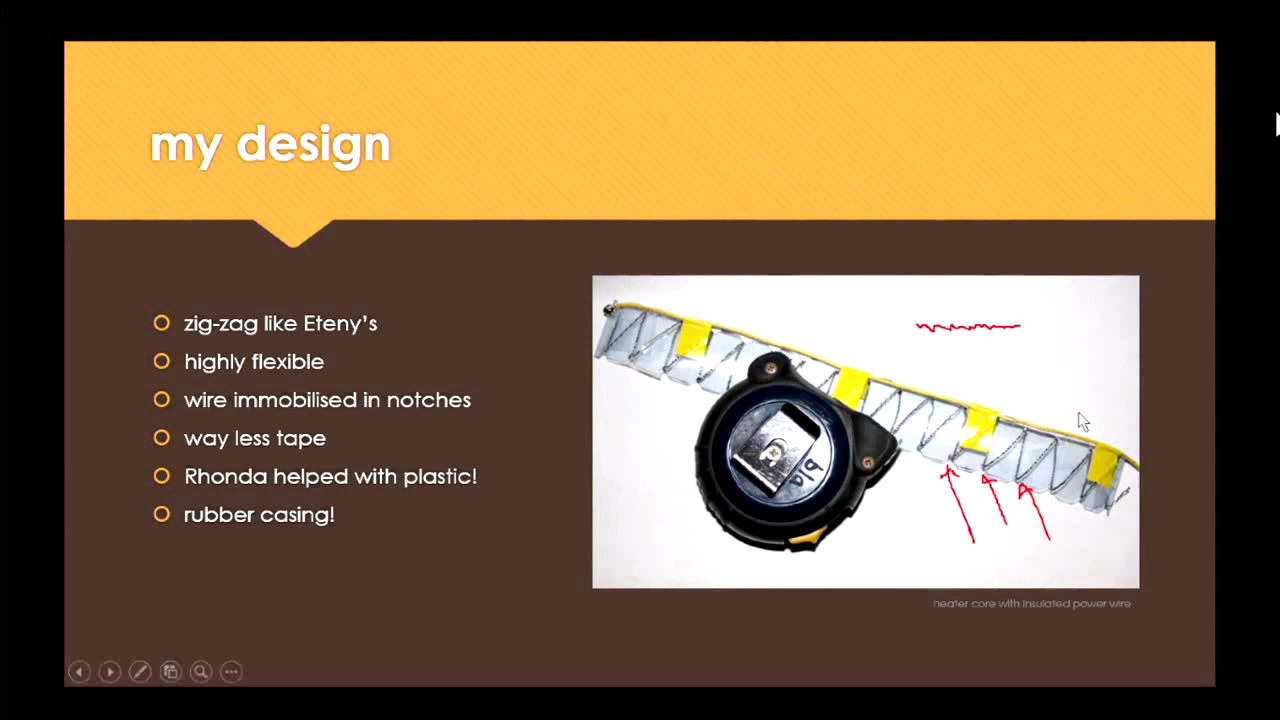 my design
zig-zag like Eteny's
highly flexible
wire immobilised in notches
way less tape
Rhonda helped with plastic!
rubber casing!
heater core with insulated power wire